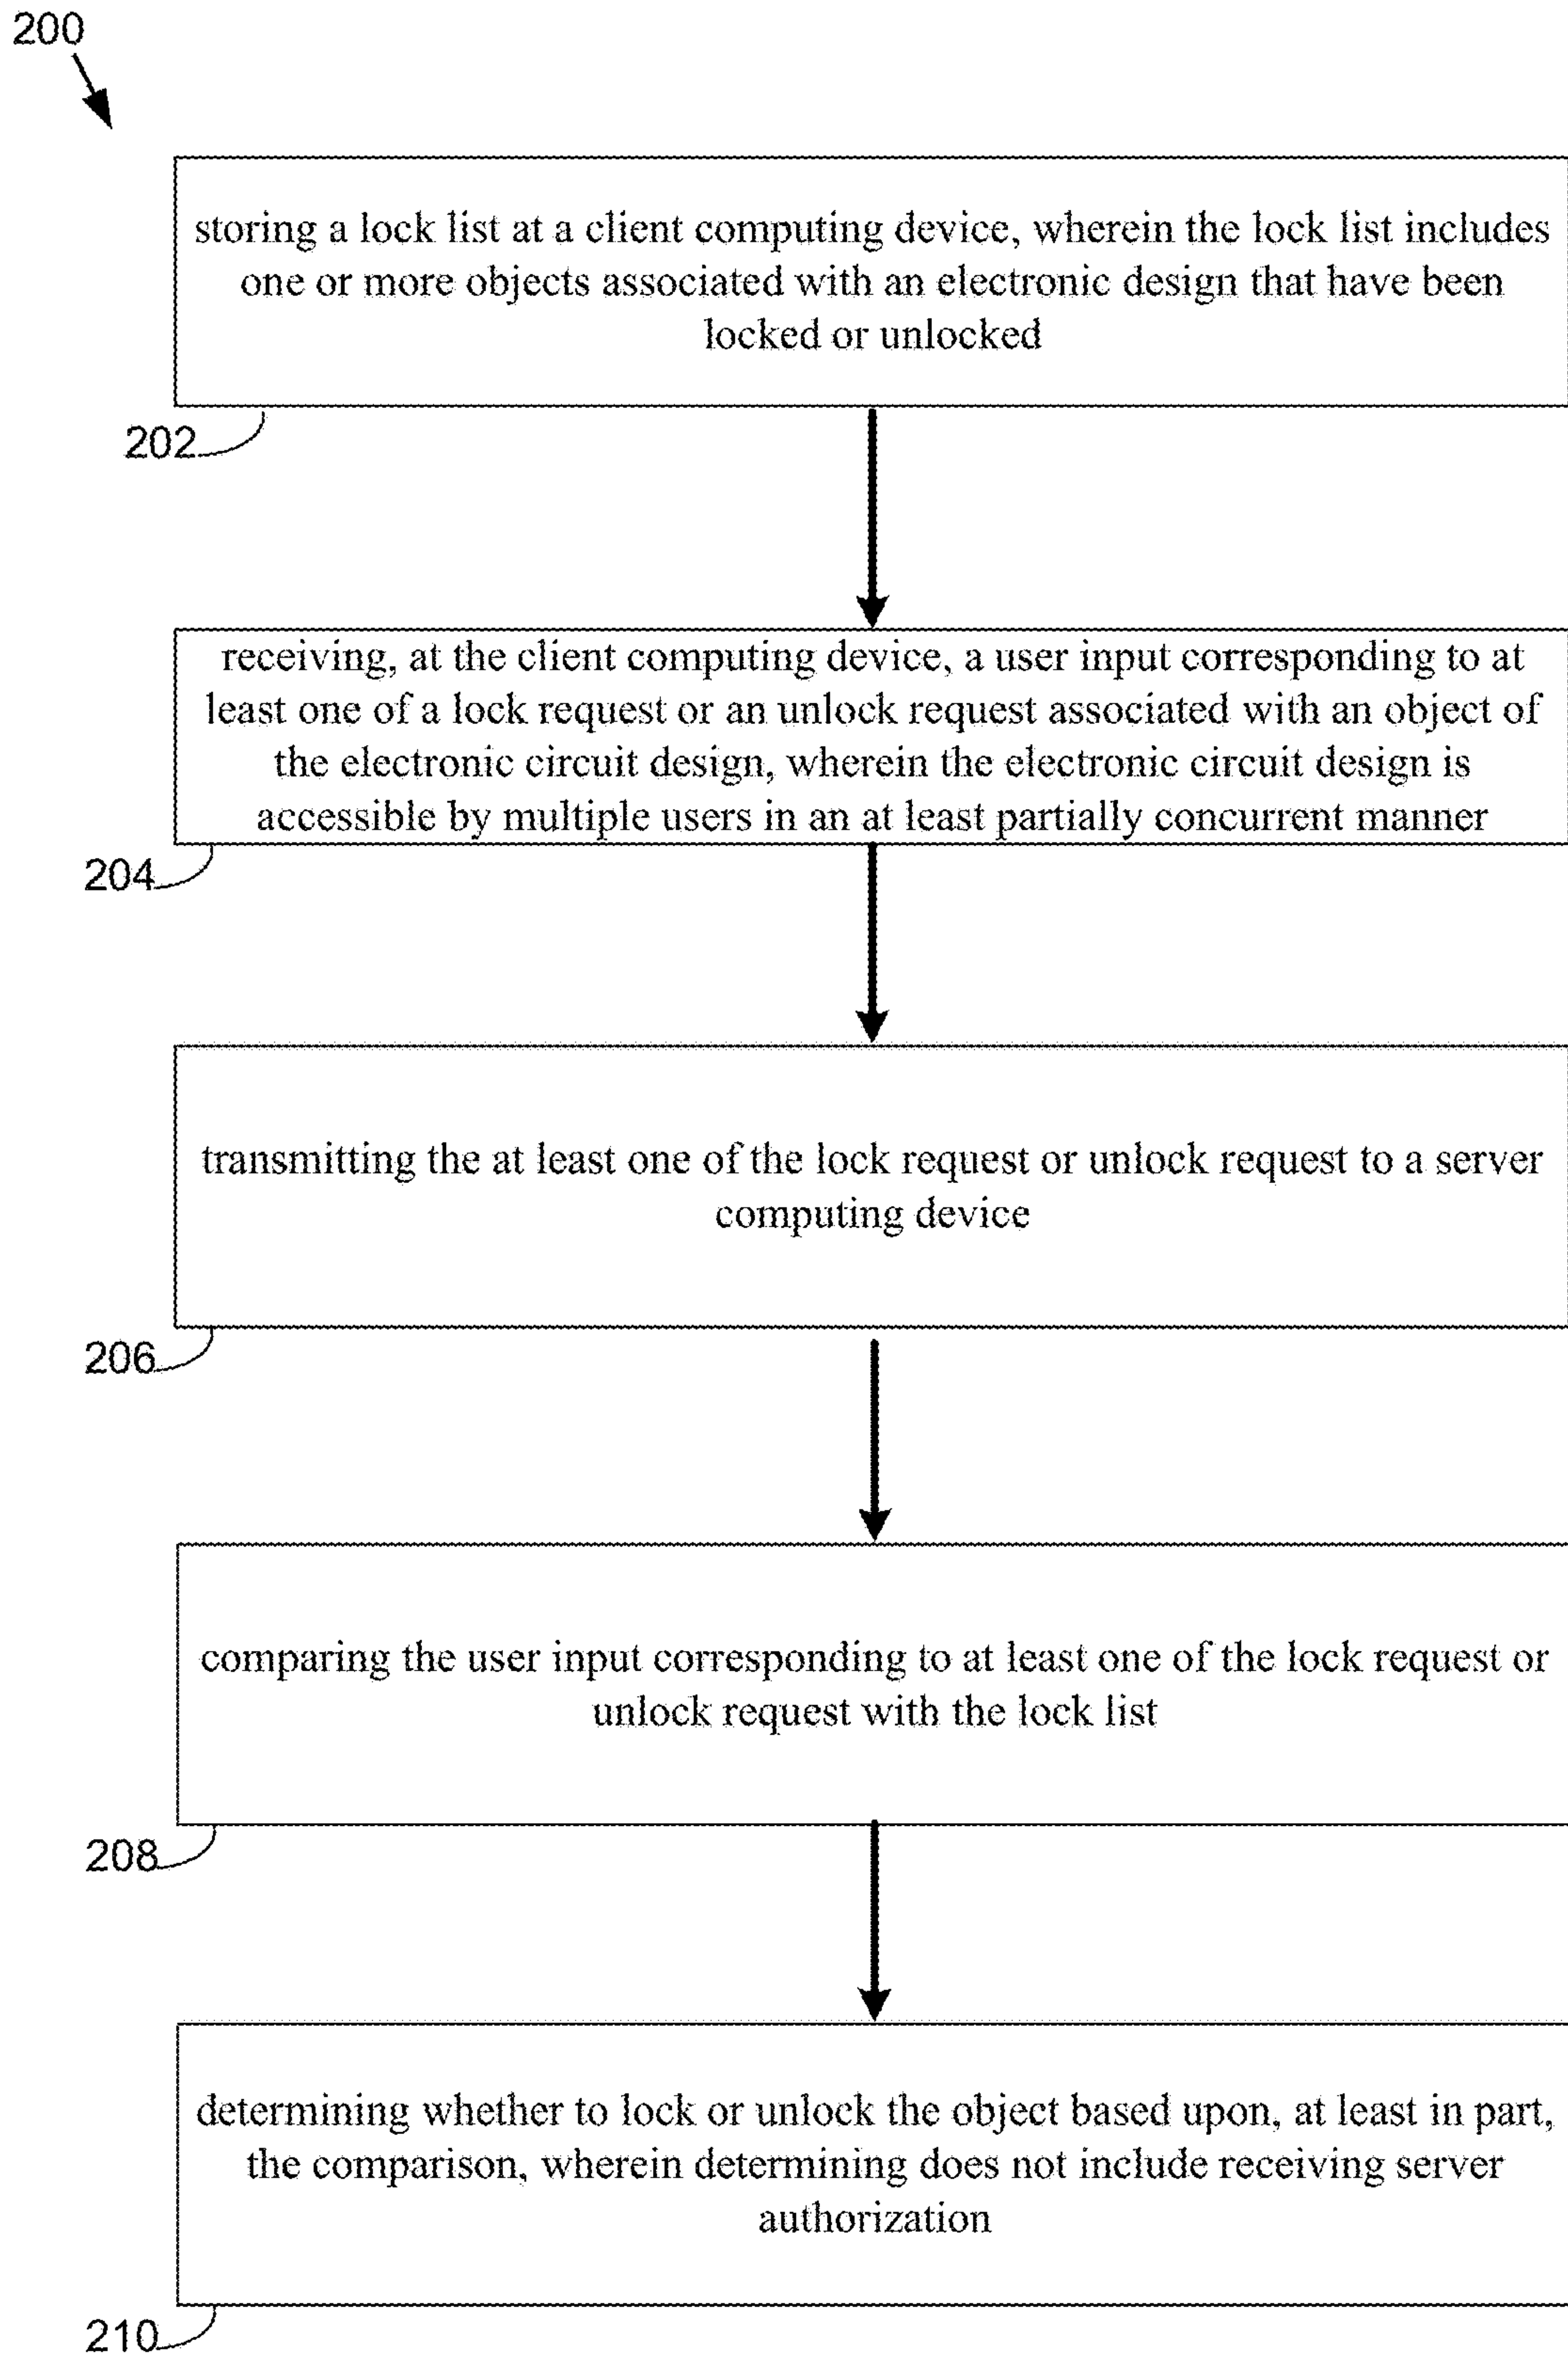 200
storing a lock list at a client computing device, wherein the lock list includes
one or more objects associated with an electronic design that have been
locked or unlocked
202
receiving, at the client computing device, a user input corresponding to at
least one of a lock request or an unlock request associated with an object of
the electronic circuit design, wherein the electronic circuit design is
accessible by multiple users in an at least partially concurrent manner
204
transmitting the at least one of the lock request or unlock request to a server
computing device
206
comparing the user input corresponding to at least one of the lock request or
unlock request with the lock list
208
determining whether to lock or unlock the object based upon, at least in part,
the comparison, wherein determining does not include receiving server
authorization
210